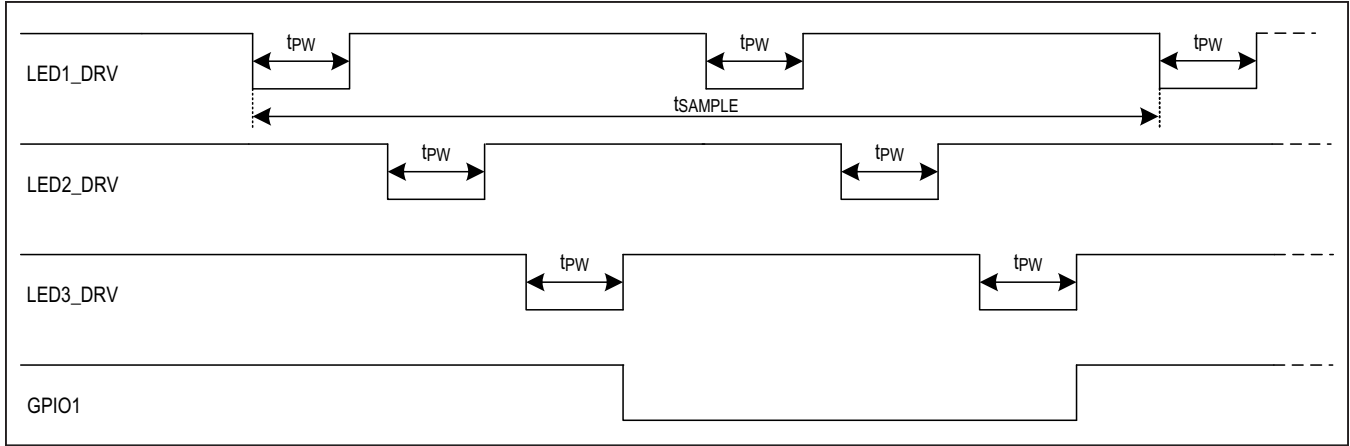 tPW tPW tPW
LED1_DRV
tSAMPLE
tPW tPW
LED2_DRV
tPW tPW
LED3_DRV
GPIO1